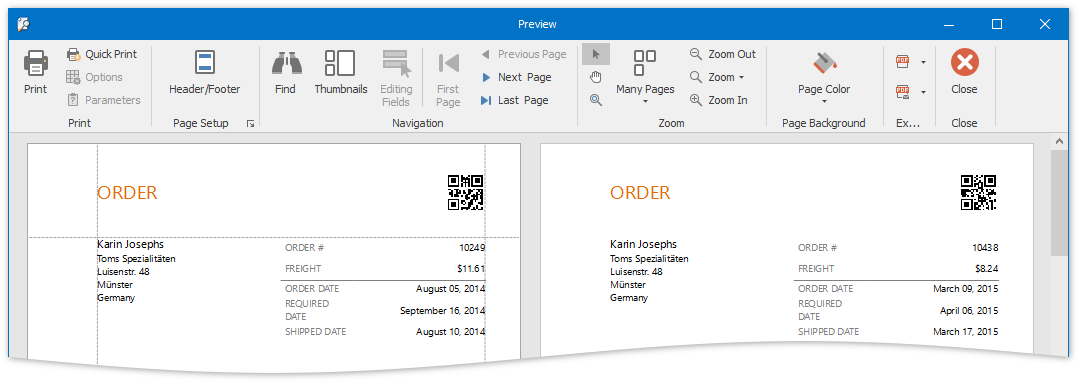 Preview
Print
Quick Print
Options
Parameters
Print
Header/Footer
Page Setup
Find
Thumbnails
Editing
Fields
First
Page
Previous Page
Next Page
Last Page
Navigation
Many Pages
Zoom Out
Zoom
Zoom In
Zoom
Page Color
Page Background
PDF
PDF
Ex...
Close
Close
ORDER
Karin Josephs
Toms Spezialitäten
Luisenstr. 48
Münster
Germany
ORDER # 10249
FREIGHT $11.61
ORDER DATE August 05, 2014
REQUIRED
DATE September 16, 2014
SHIPPED DATE August 10, 2014
ORDER
Karin Josephs
Toms Spezialitäten
Luisenstr. 48
Münster
Germany
ORDER # 10438
FREIGHT $8.24
ORDER DATE March 09, 2015
REQUIRED
DATE April 06, 2015
SHIPPED DATE March 17, 2015